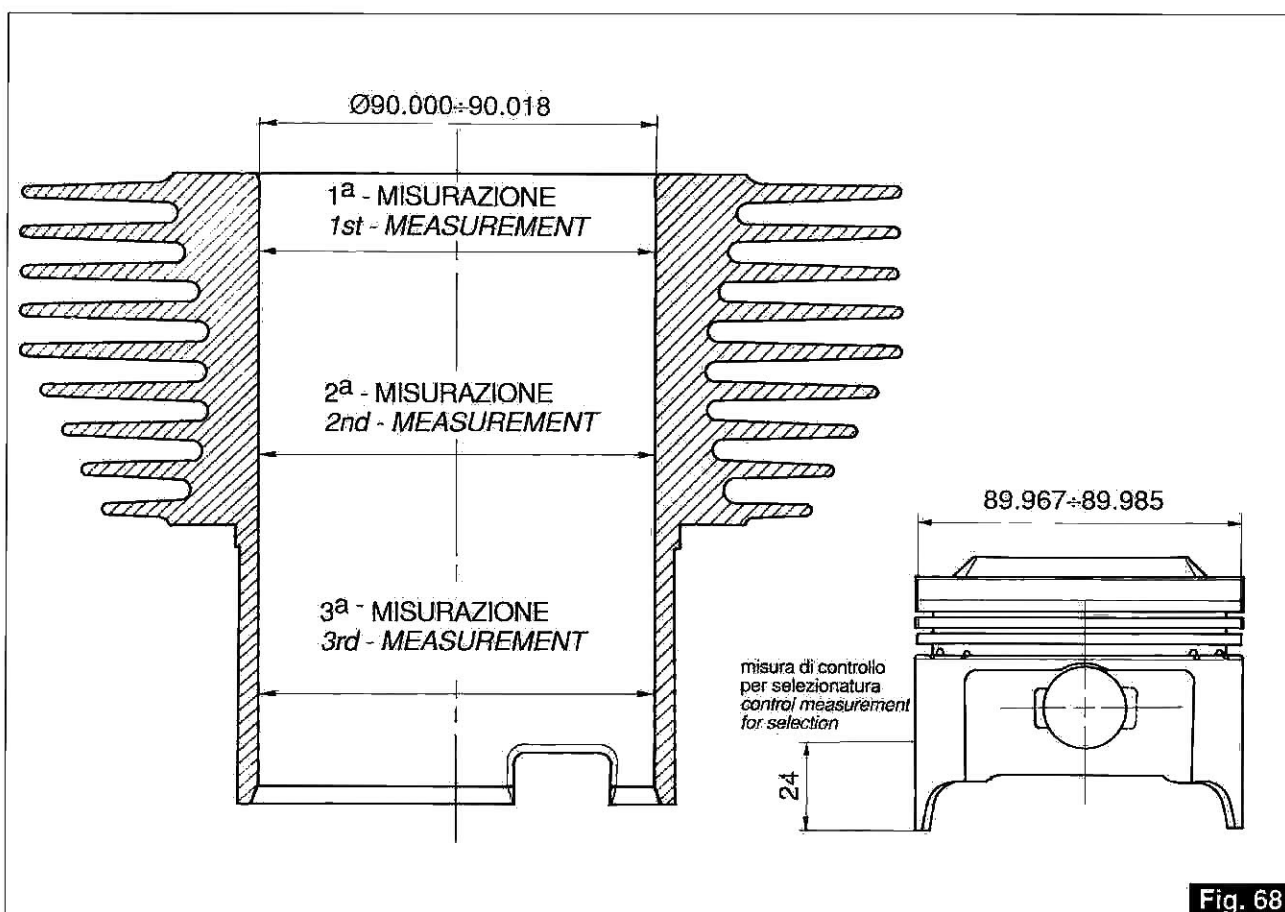 Ø90.000÷90.018
1a - MISURAZIONE
1st - MEASUREMENT
2a - MISURAZIONE
2nd - MEASUREMENT
3a - MISURAZIONE
3rd - MEASUREMENT
89.967÷89.985
misura di controllo
per selezionatura
control measurement
for selection
24
Fig. 68